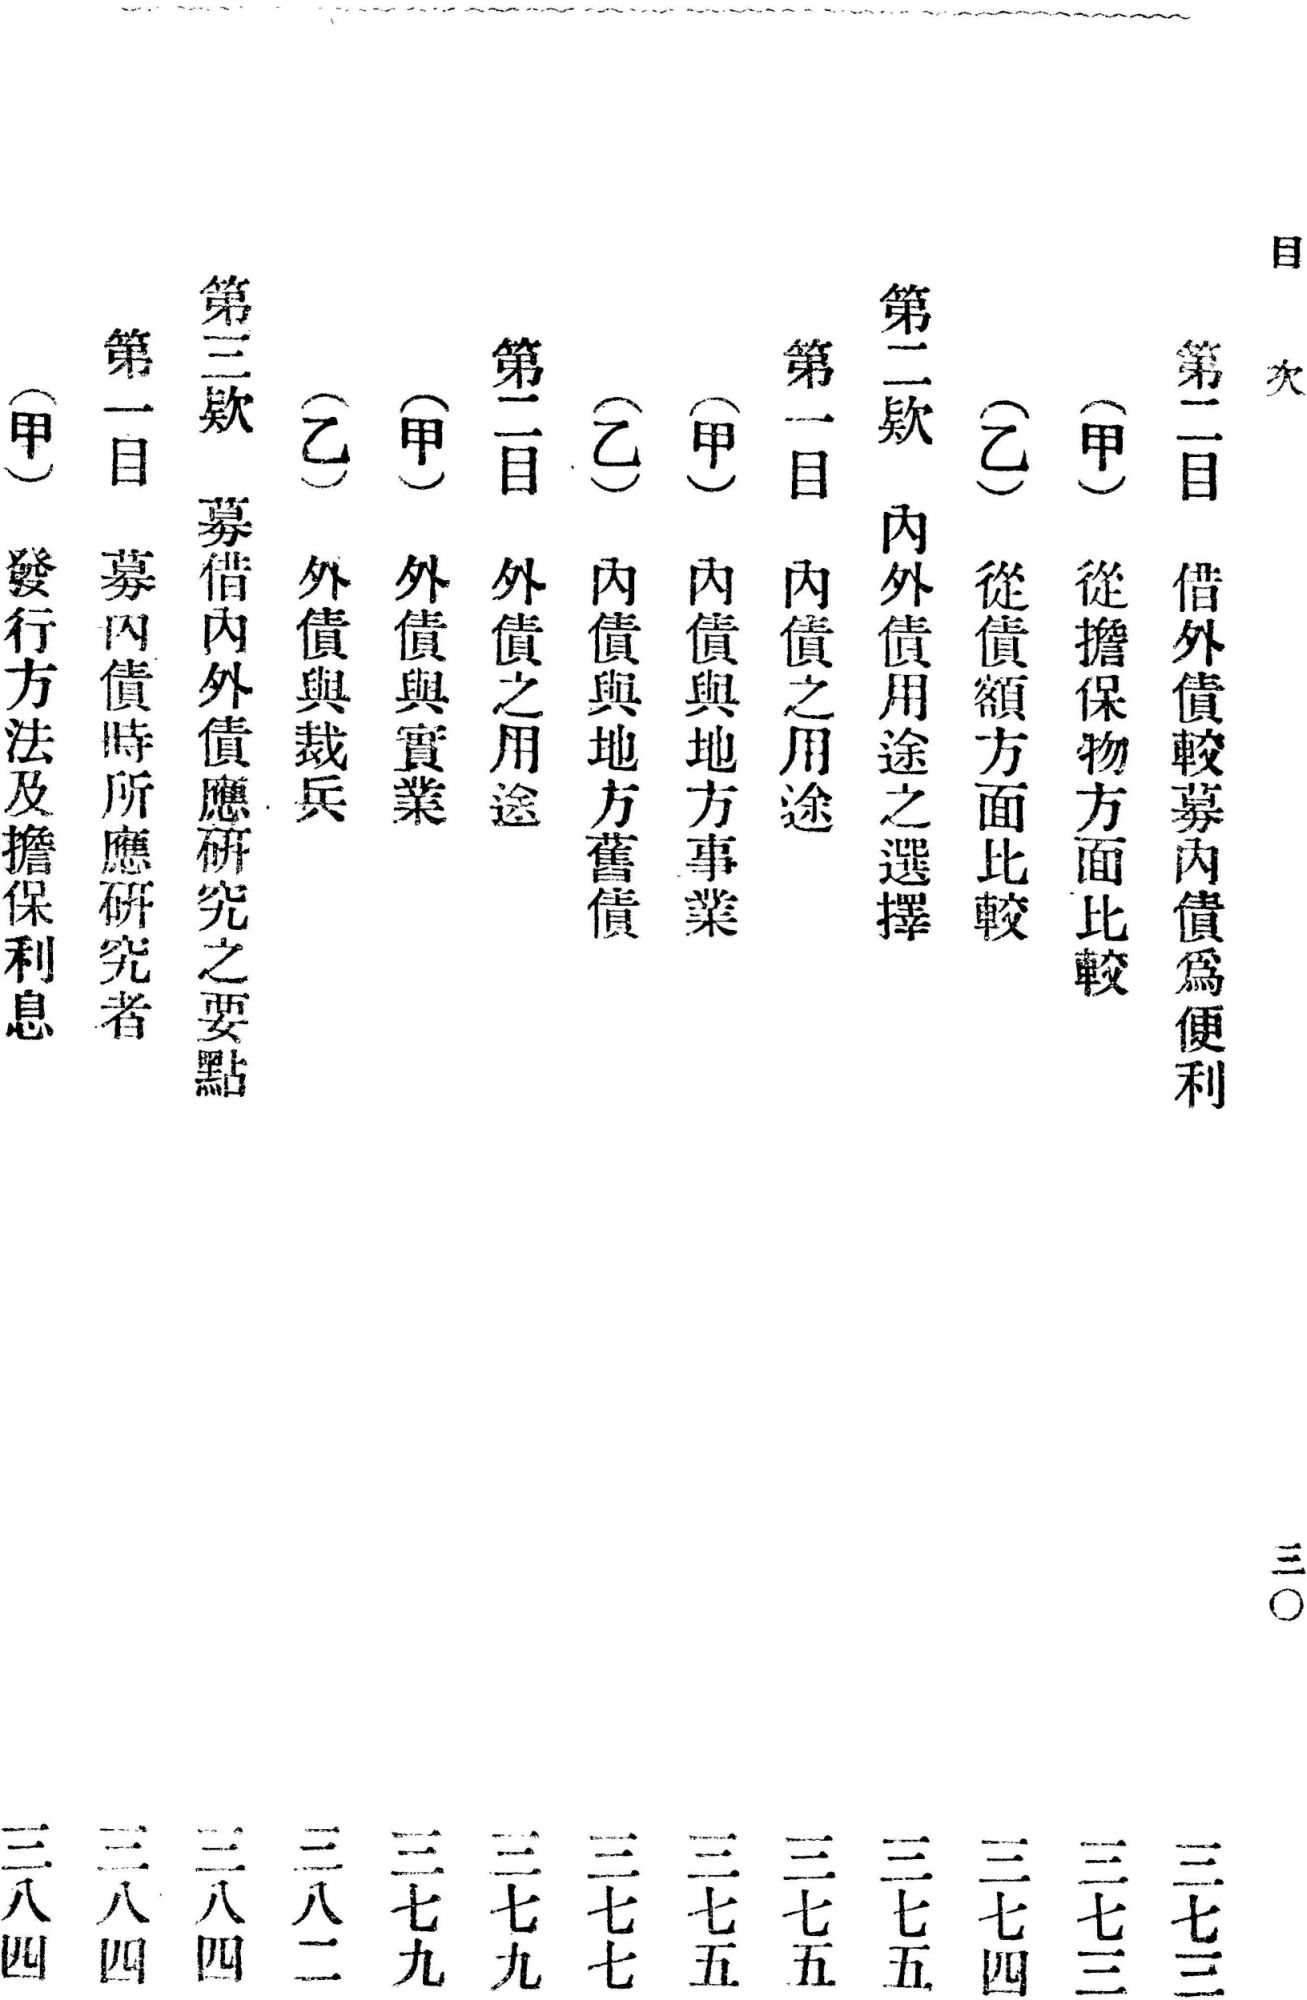 目次 三〇
第二目 借外債較募內債爲便利 三七三
（甲） 從擔保物方面比較 三七三
（乙） 從債額方面比較 三七四
第二欵 內外債用途之選擇 三七五
第一目 內債之用途 三七五
（甲） 內債與地方事業 三七五
（乙） 內債與地方舊債 三七七
第二目 外債之用途 三七九
（甲） 外債與實業 三七九
（乙） 外債與裁兵 三八二
第三欵 募借內外債應研究之要點 三八四
第一目 募內債時所應研究者 三八四
（甲） 發行方法及擔保利息 三八四